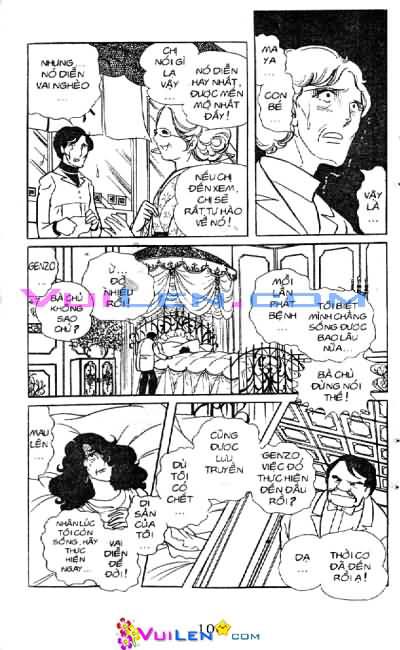 MAYA
...
CON
BÉ
...
VẬY
LÀ
...
CHỊ
NÓI GÌ
LẠ
VẬY
...
NÓ DIỄN
HAY NHẤT,
ĐƯỢC MẾN
MỘ NHẤT
ĐẤY!
NHƯNG...
NÓ DIỄN
VAI NGHÈO
...
NẾU CHỊ
ĐẾN XEM,
CHỊ SẼ
RẤT TỰ HÀO
VỀ NÓ!
MỖI
LẦN
PHÁT
BỆNH
...
TÔI BIẾT
MÌNH CHẲNG
SỐNG ĐƯỢC
BAO LÂU
NỮA...
BÀ CHỦ
ĐỪNG NÓI
THẾ!
Ừ...
ĐỠ
NHIỀU
RỒI
GENZO...
BÀ CHỦ
KHÔNG
SAO
CHỨ?
VuiLen.com
GENZO,
VIỆC ĐÓ
THỰC HIỆN
ĐẾN ĐÂU
RỒI?
DẠ
...
THỜI CƠ
ĐÃ ĐẾN
RỒI Ạ!
CŨNG
ĐƯỢC
LƯU
TRUYỀN
...
DÙ
TÔI
CÓ
CHẾT
...
DI
SẢN
CỦA
TÔI
...
VAI
DIỄN ĐỂ
ĐỜI!
MAU
LÊN
...
NHÂN LÚC
TÔI CÒN
SỐNG, HÃY
THỰC
HIỆN
NGAY...
10
VuiLen.com